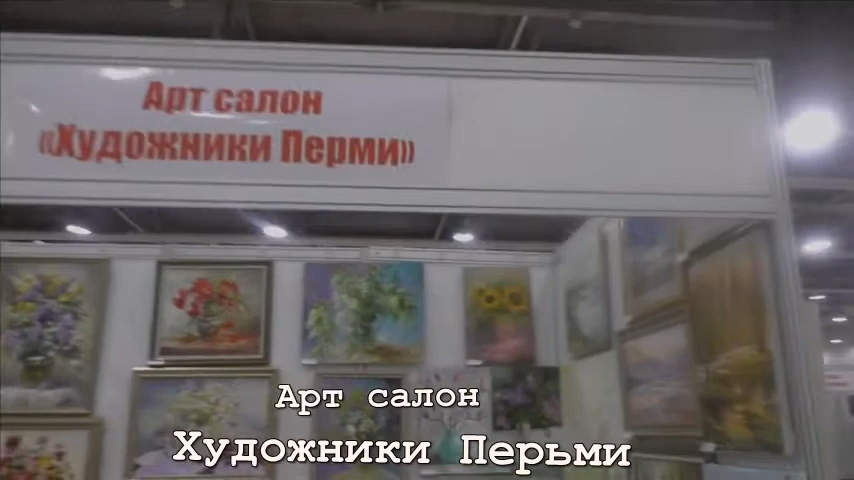 Арт салон
«Художники Перми»
Арт салон
Художники Перьми